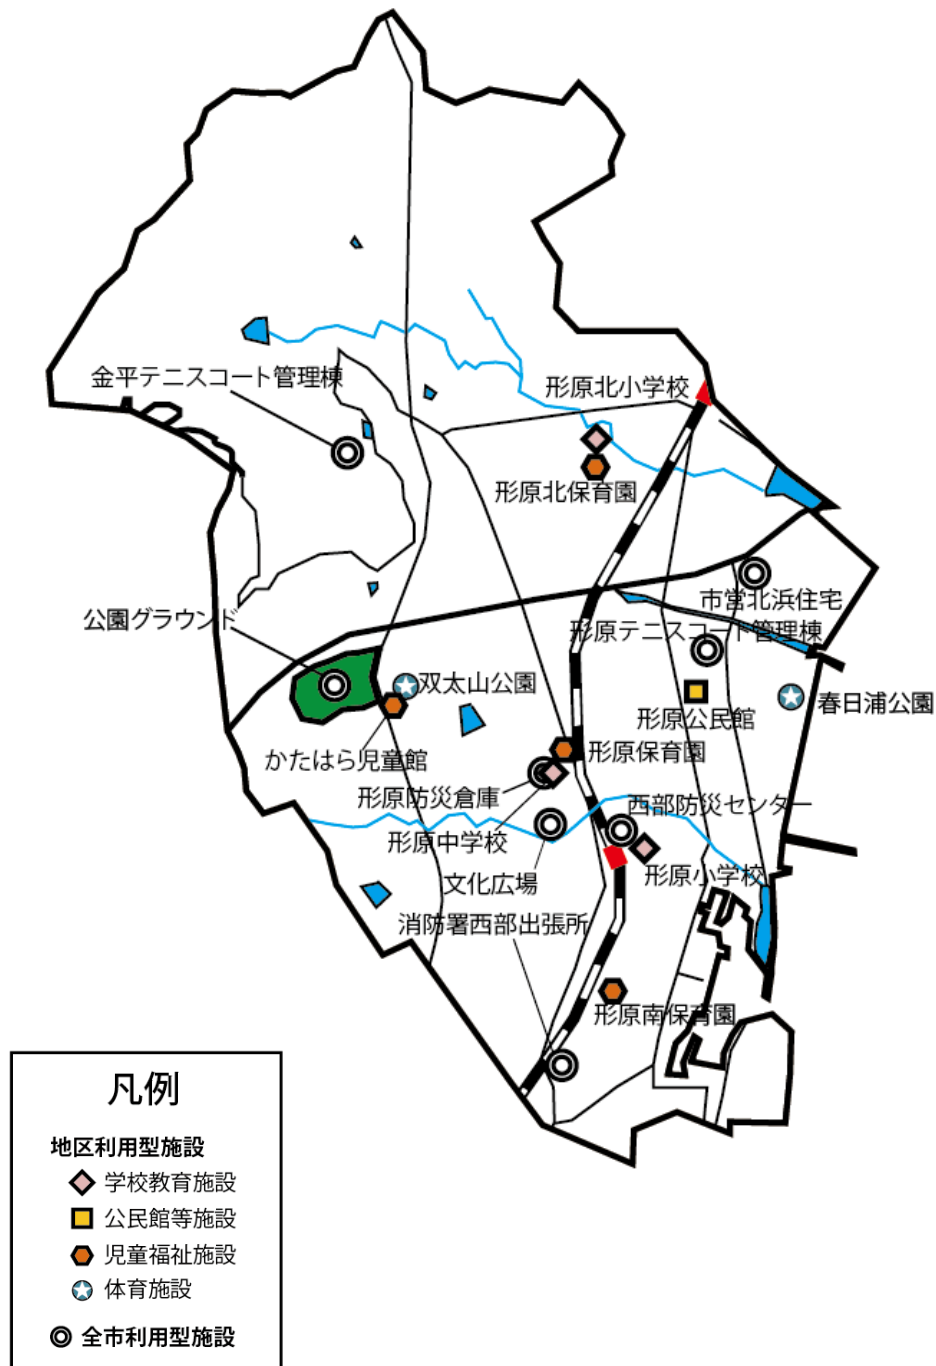 金平テニスコート管理棟
形原北小学校
形原北保育園
市営北浜住宅
公園グラウンド
形原テニスコート管理棟
双太山公園
春日浦公園
形原公民館
かたはら児童館
形原保育園
形原防災倉庫
西部防災センター
形原中学校
形原小学校
文化広場
消防署西部出張所
形原南保育園
凡例
地区利用型施設
学校教育施設
公民館等施設
児童福祉施設
体育施設
全市利用型施設